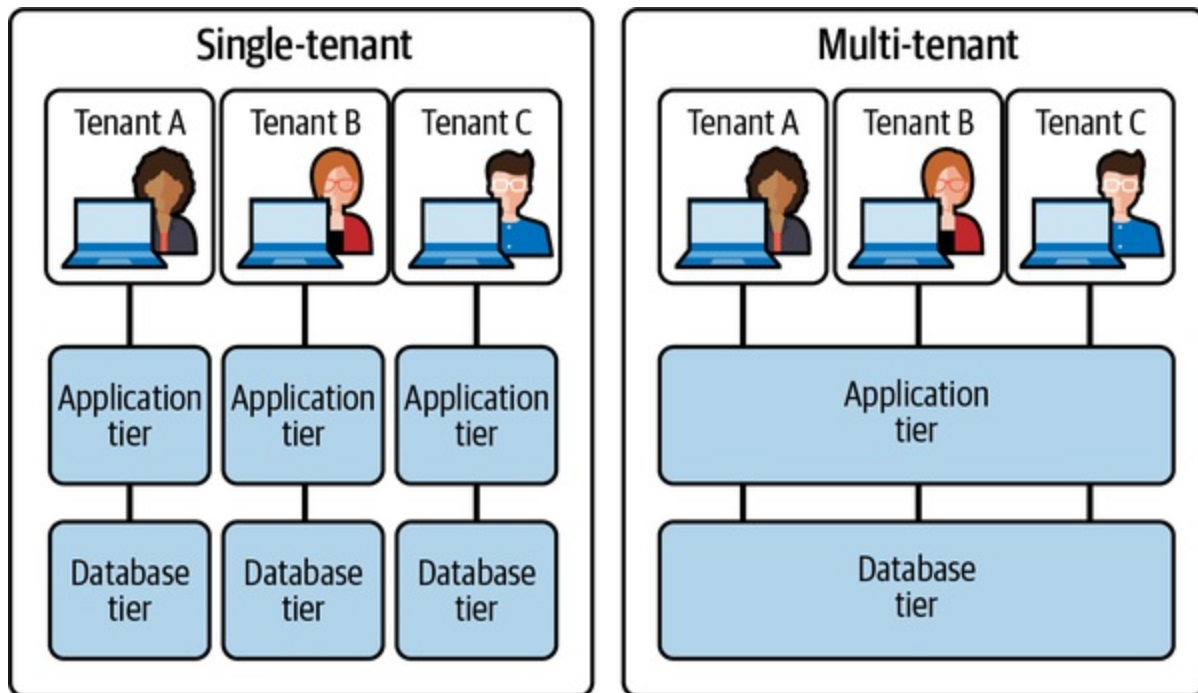 Single-tenant
Tenant A
Tenant B
Tenant C
Application
tier
Application
tier
Application
tier
Database
tier
Database
tier
Database
tier
Multi-tenant
Tenant A
Tenant B
Tenant C
Application
tier
Database
tier